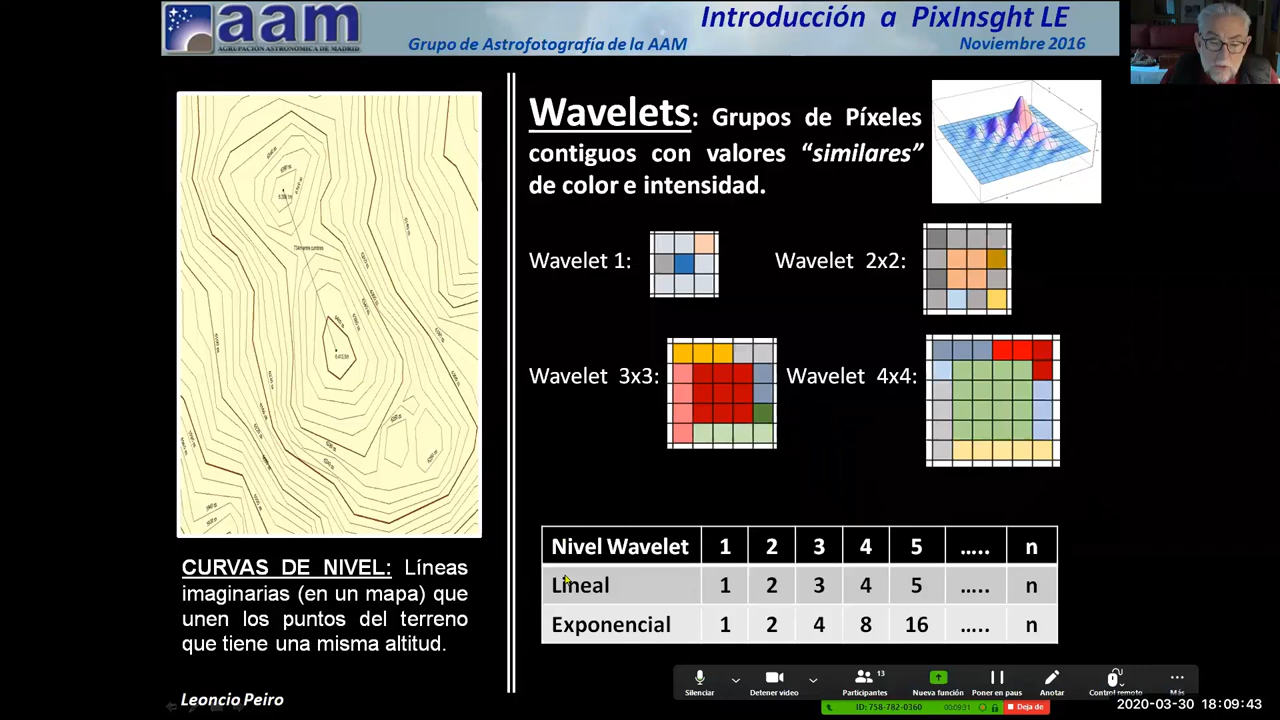 aam
AGRUPACIÓN ASTRONÓMICA DE MADRID
Introducción a PixInsght LE
Grupo de Astrofotografía de la AAM
Noviembre 2016
CURVAS DE NIVEL: Líneas
imaginarias (en un mapa) que
unen los puntos del terreno
que tiene una misma altitud.
Leoncio Peiro
Wavelets: Grupos de Píxeles
contiguos con valores “similares”
de color e intensidad.
Wavelet 1:
Wavelet 2x2:
Wavelet 3x3:
Wavelet 4x4:
Nivel Wavelet 1 2 3 4 5 ..... n
Lineal 1 2 3 4 5 ..... n
Exponencial 1 2 4 8 16 ..... n
Silenciar
Detener video
13
Participantes
Nueva función
Poner en paus
Anotar
Control remoto
Más
ID: 758-782-0360
00:09:31
Deja de
2020-03-30 18:09:43